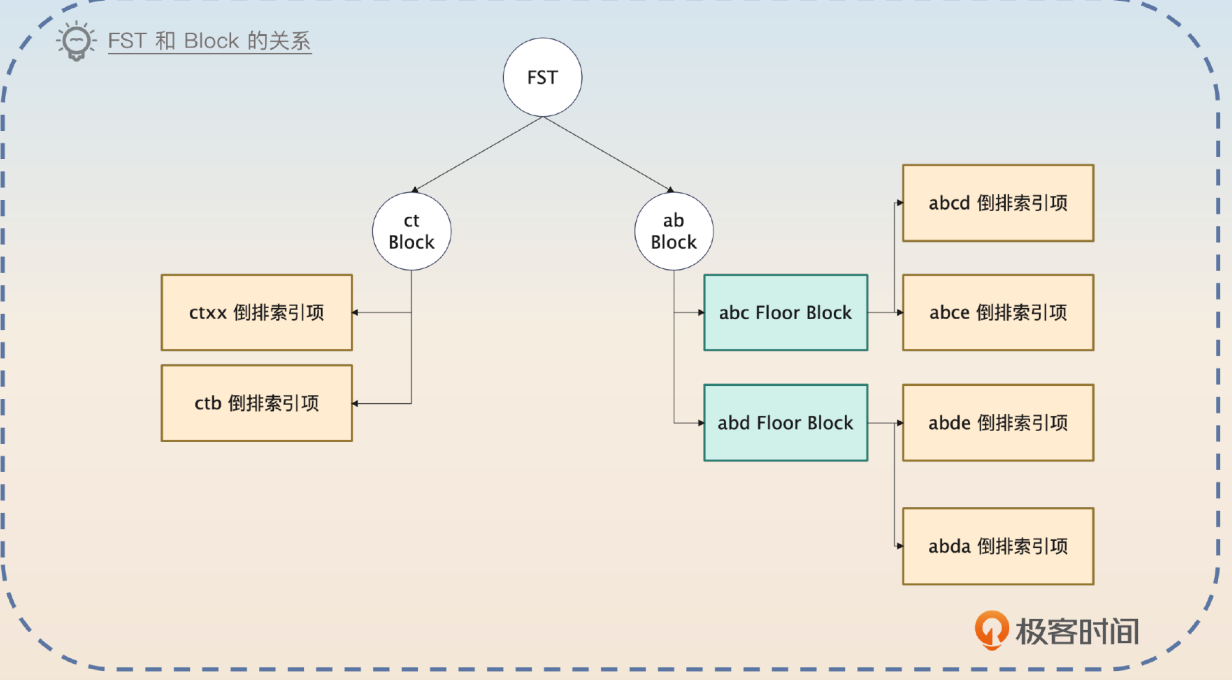 FST 和 Block 的关系
FST
ct
Block
ab
Block
ctxx 倒排索引项
ctb 倒排索引项
abc Floor Block
abd Floor Block
abcd 倒排索引项
abce 倒排索引项
abde 倒排索引项
abda 倒排索引项
极客时间